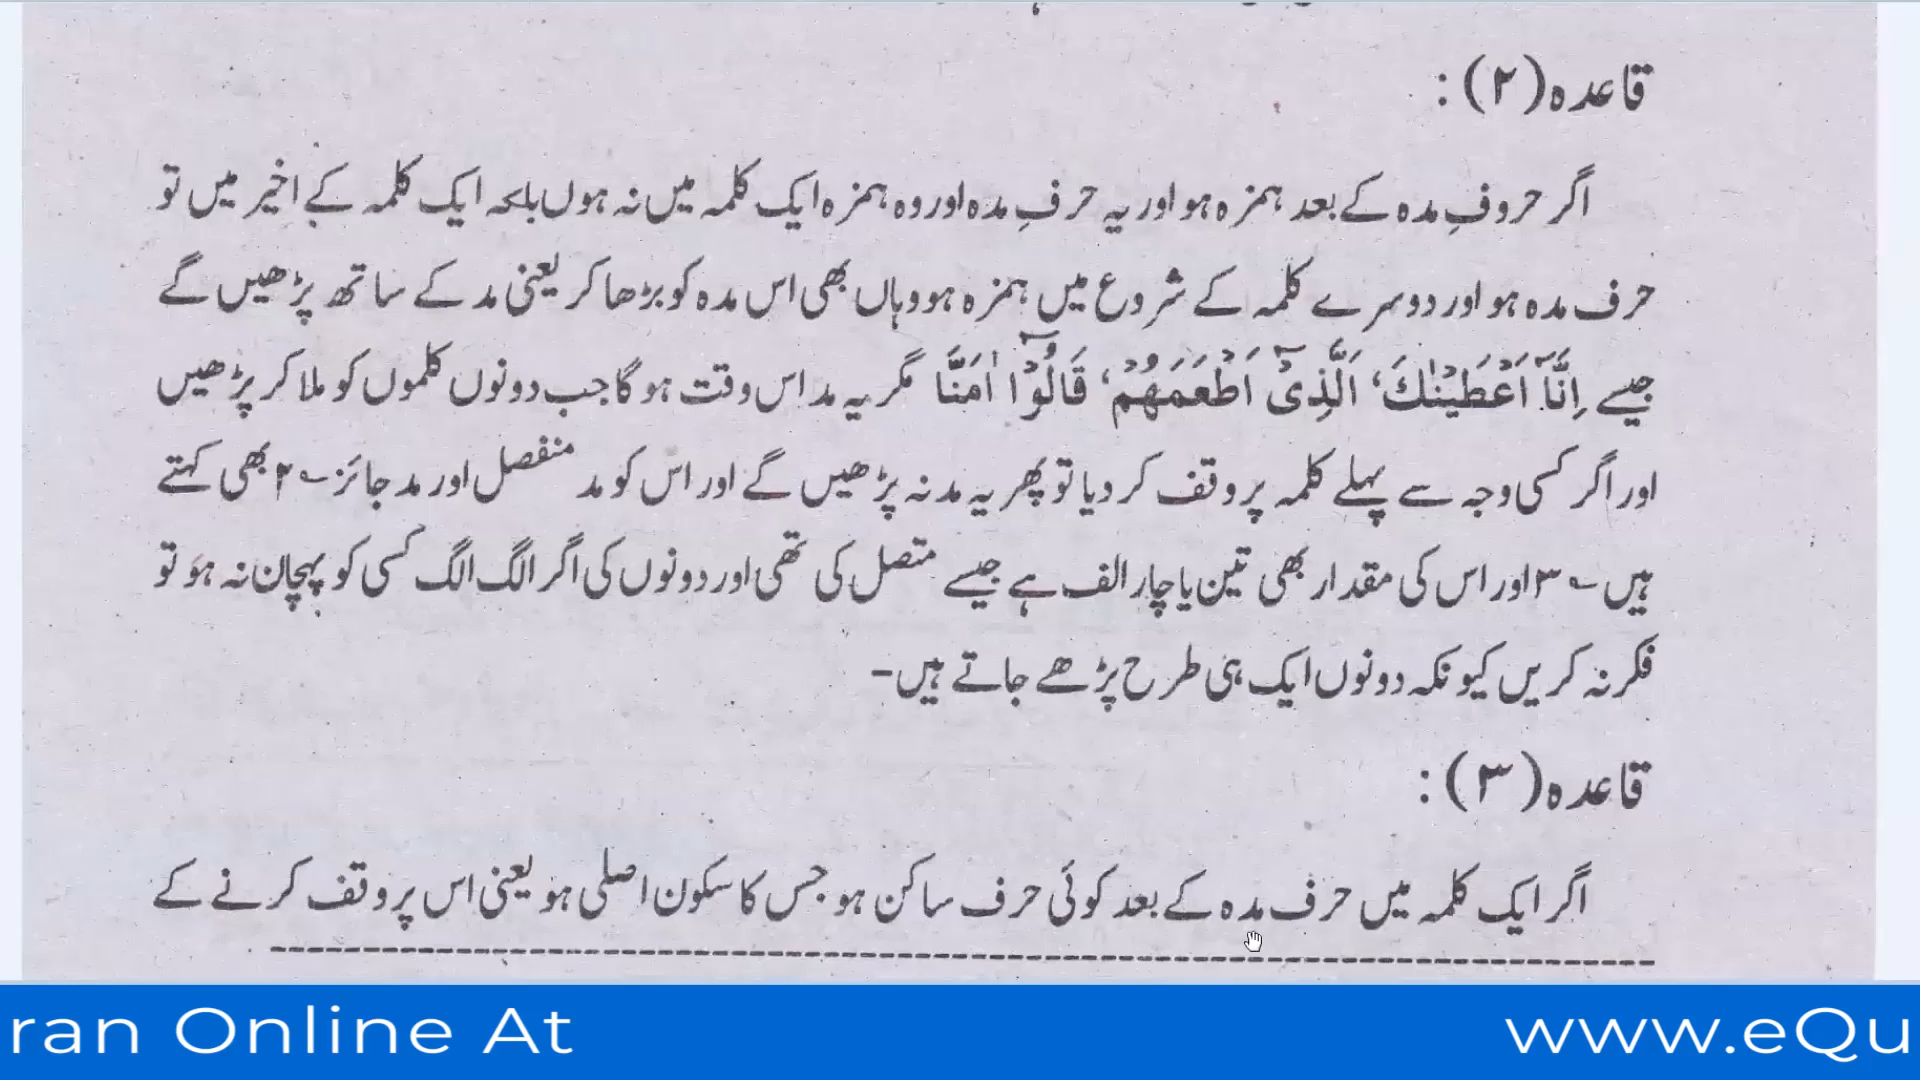 قاعدہ (۲) :
اگر حروفِ مدہ کے بعد ہمزہ ہو اور یہ حرفِ مدہ اور وہ ہمزہ ایک کلمہ میں نہ ہوں بلکہ ایک کلمہ کے اخیر میں تو
حرف مدہ ہو اور دوسرے کلمہ کے شروع میں ہمزہ ہو وہاں بھی اس مدہ کو بڑھا کر یعنی مد کے ساتھ پڑھیں گے
جیسے اِنَّآ اَعْطَیْنٰكَ، اَلَّذِیْٓ اَطْعَمَهُمْ، قَالُوْٓا اٰمَنَّا مگر یہ مد اس وقت ہو گا جب دونوں کلموں کو ملا کر پڑھیں
اور اگر کسی وجہ سے پہلے کلمہ پر وقف کر دیا تو پھر یہ مد نہ پڑھیں گے اور اس کو مد منفصل اور مد جائز ؂۲ بھی کہتے
ہیں ؂۳ اور اس کی مقدار بھی تین یا چار الف ہے جیسے متصل کی تھی اور دونوں کی اگر الگ الگ کسی کو پہچان نہ ہو تو
فکر نہ کریں کیونکہ دونوں ایک ہی طرح پڑھے جاتے ہیں-
قاعدہ (۳) :
اگر ایک کلمہ میں حرف مدہ کے بعد کوئی حرف ساکن ہو جس کا سکون اصلی ہو یعنی اس پر وقف کرنے کے
ran Online At www.eQu